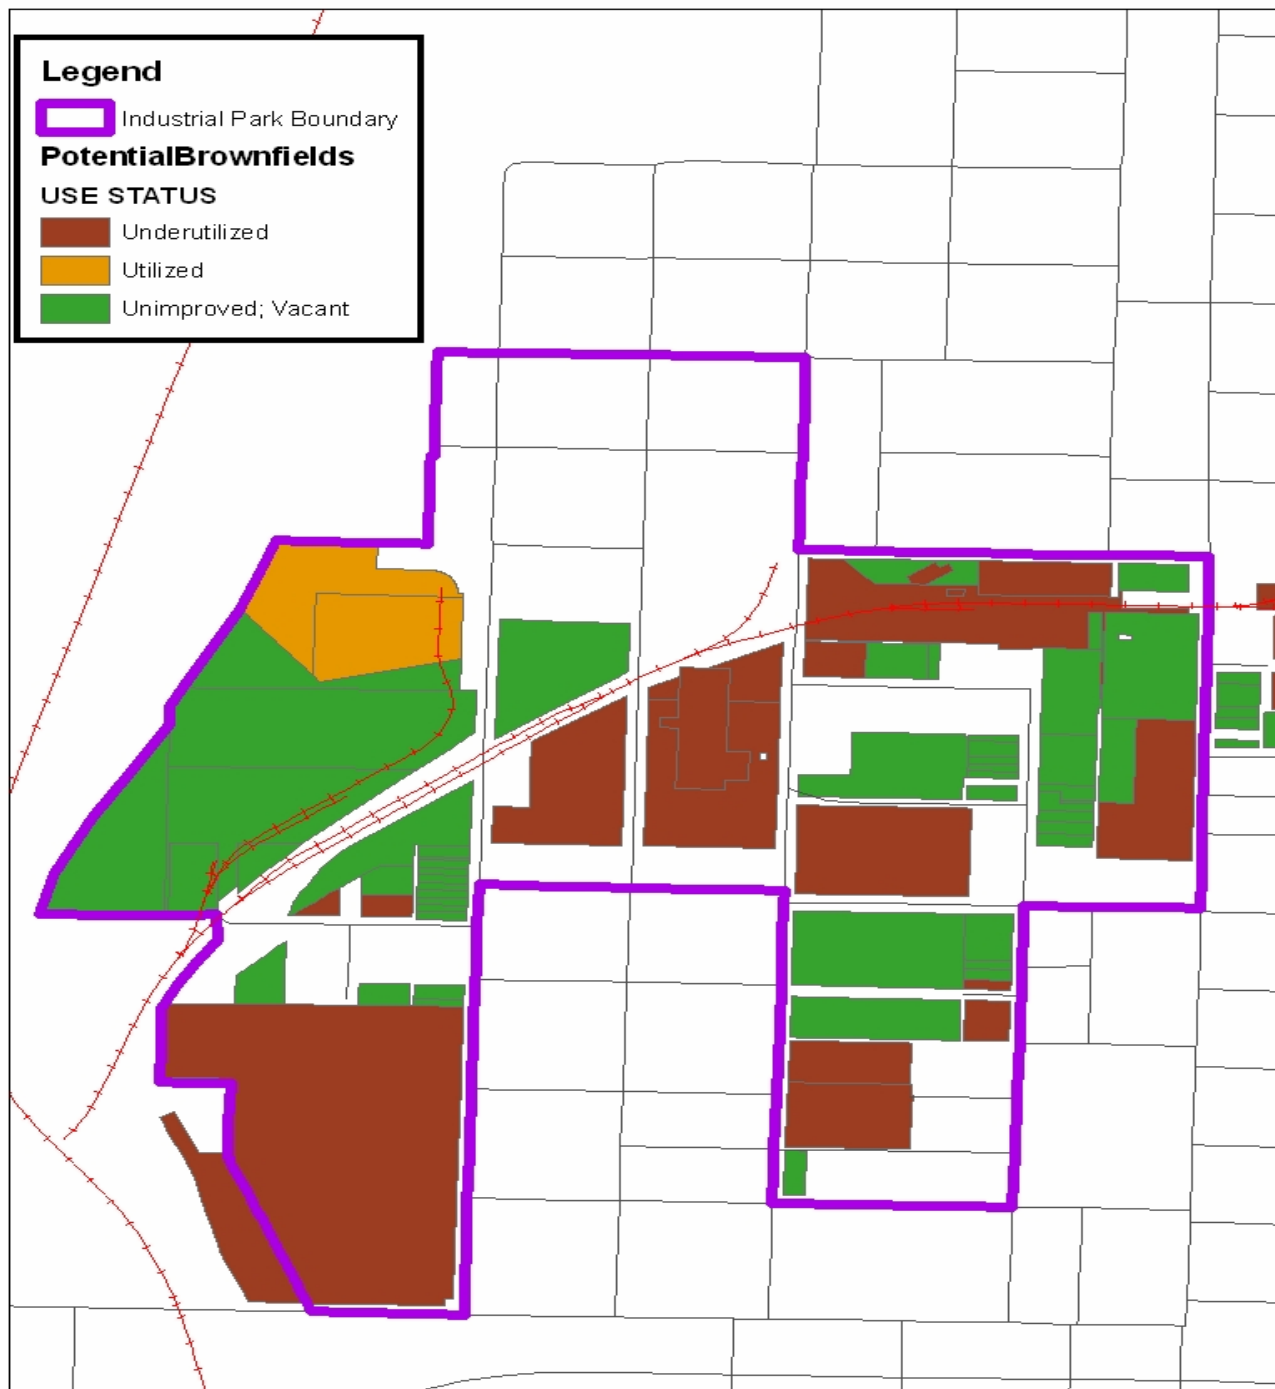 Legend
Industrial Park Boundary
PotentialBrownfields
USE STATUS
Underutilized
Utilized
Unimproved; Vacant